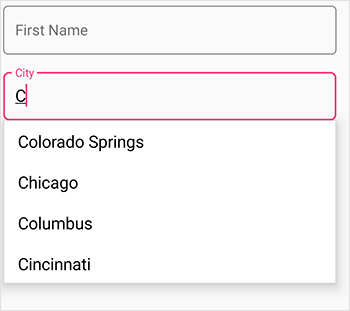 First Name
City
C
Colorado Springs
Chicago
Columbus
Cincinnati